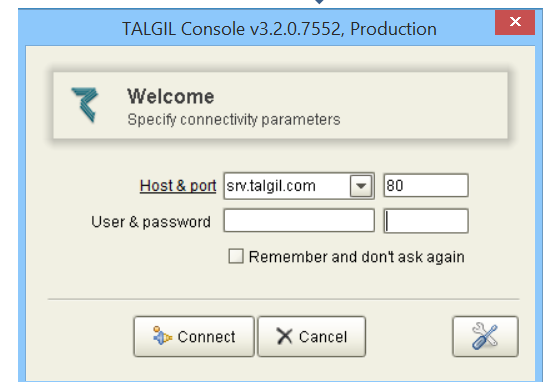 TALGIL Console v3.2.0.7552, Production
Welcome
Specify connectivity parameters
Host & port srv.talgil.com 80
User & password
Remember and don't ask again
Connect Cancel